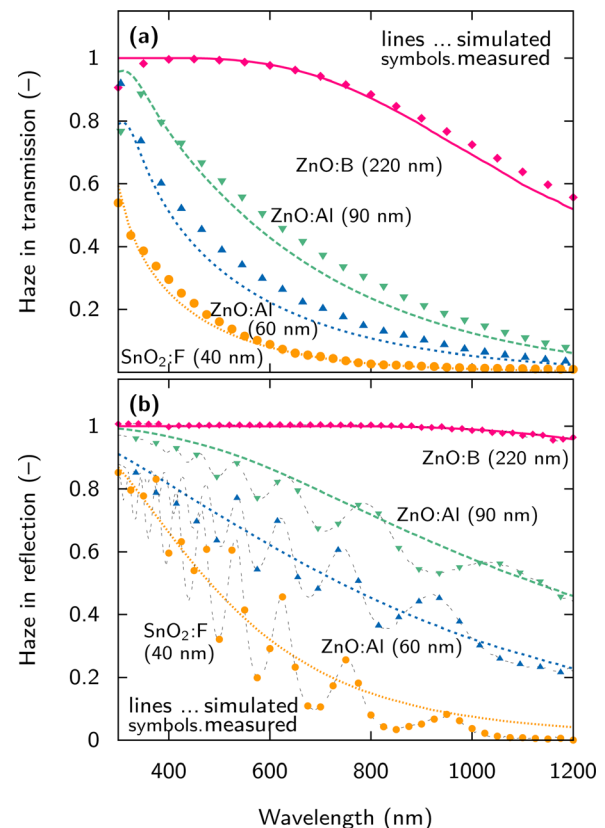 (a)
lines ... simulated
symbols.measured
1
0.8
0.6
0.4
0.2
Haze in transmission (−)
ZnO:B (220 nm)
ZnO:Al (90 nm)
ZnO:Al
(60 nm)
SnO₂:F (40 nm)
(b)
1
0.8
0.6
0.4
0.2
0
Haze in reflection (−)
ZnO:B (220 nm)
ZnO:Al (90 nm)
SnO₂:F
(40 nm)
ZnO:Al (60 nm)
lines ... simulated
symbols.measured
400
600
800
1000
1200
Wavelength (nm)